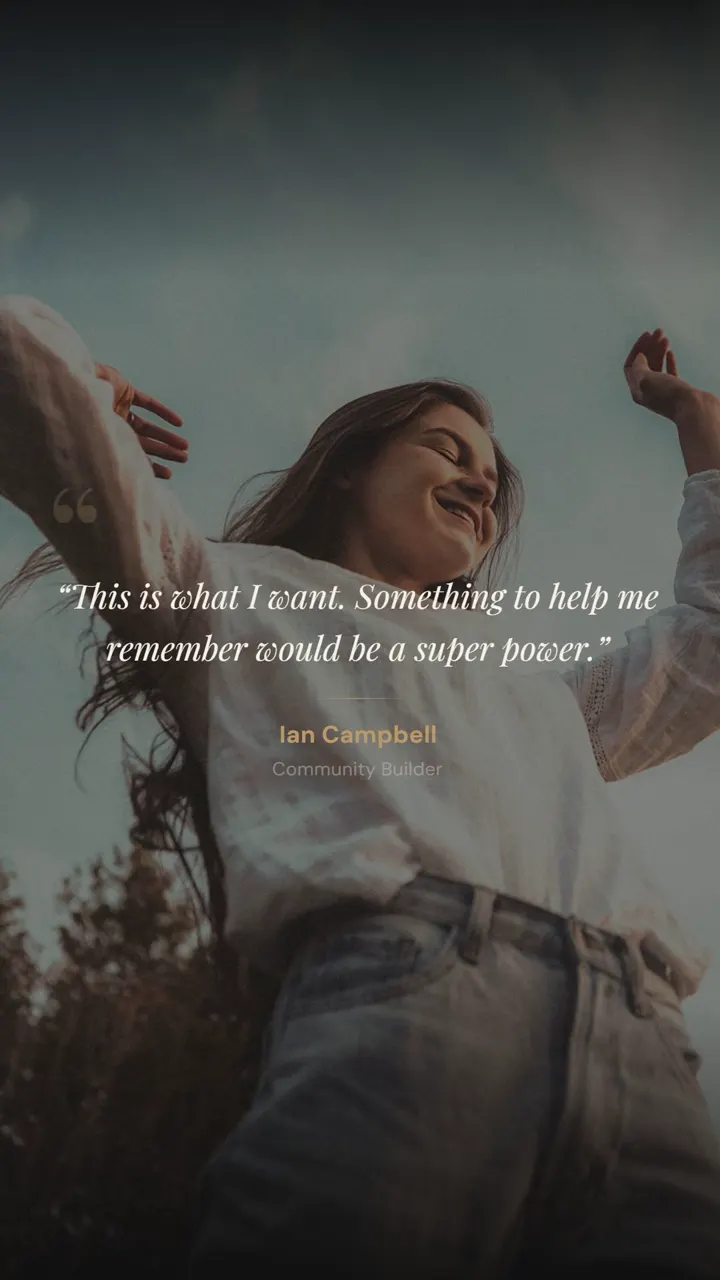 “This is what I want. Something to help me
remember would be a super power.”
Ian Campbell
Community Builder